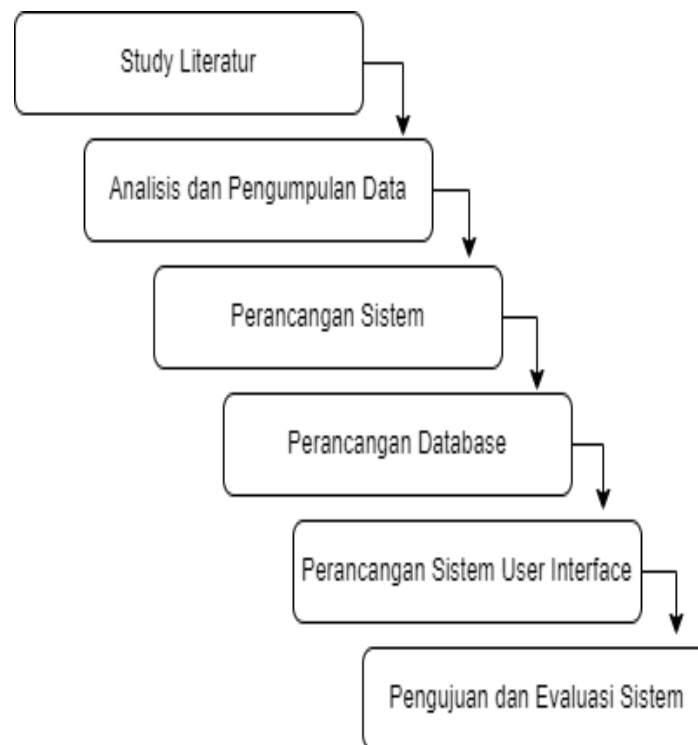 Study Literatur
Analisis dan Pengumpulan Data
Perancangan Sistem
Perancangan Database
Perancangan Sistem User Interface
Pengujuan dan Evaluasi Sistem